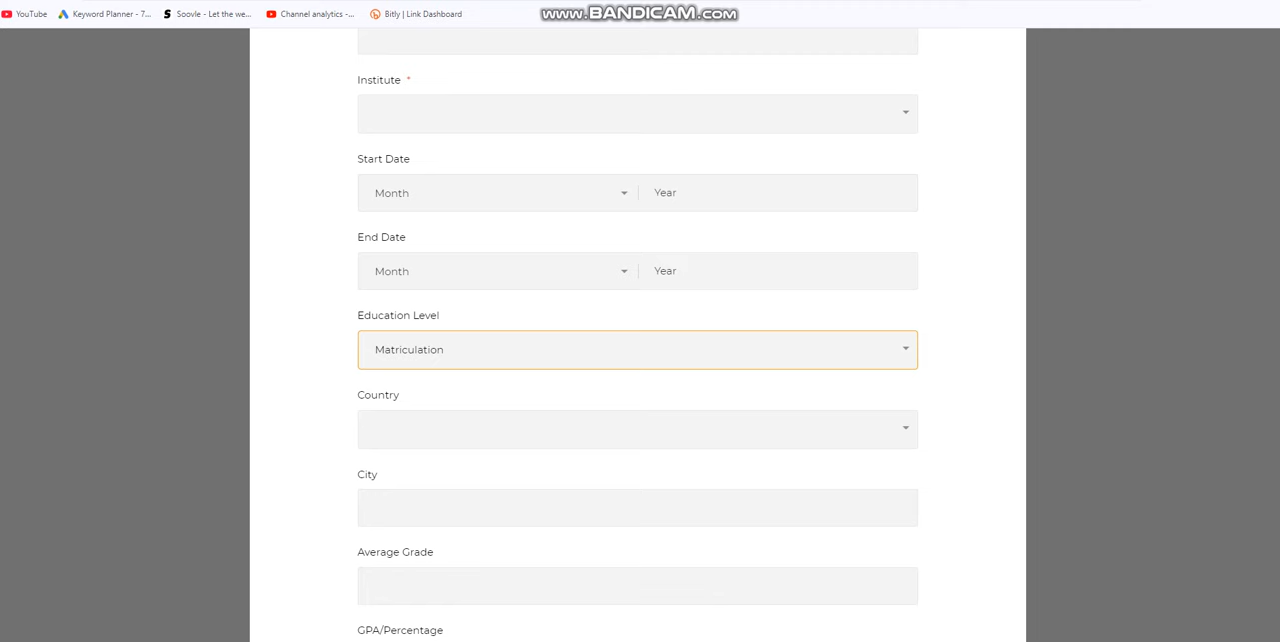 YouTube
Keyword Planner - 7...
Soovle - Let the we...
Channel analytics -...
Bitly | Link Dashboard
www.BANDICAM.com
Institute *
Start Date
Month
Year
End Date
Month
Year
Education Level
Matriculation
Country
City
Average Grade
GPA/Percentage